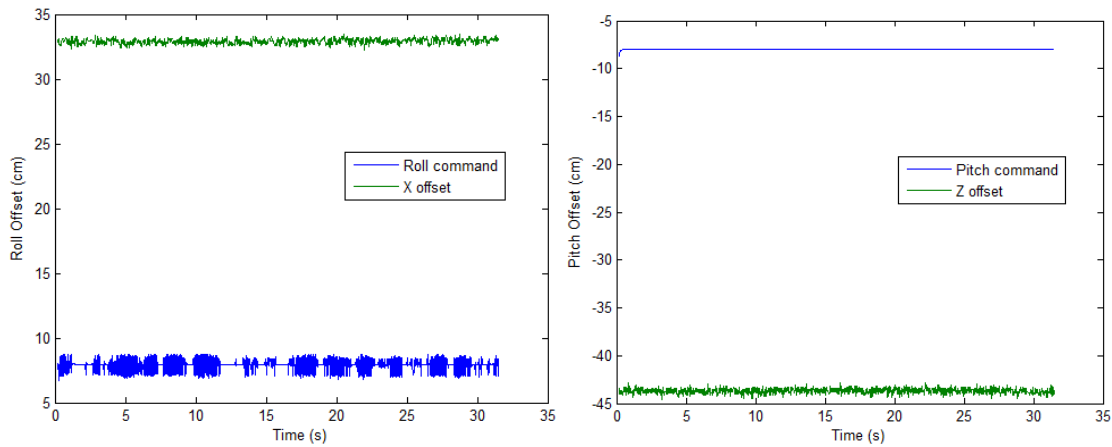 35
30
25
20
15
10
5
Roll Offset (cm)
Roll command
X offset
0 5 10 15 20 25 30 35
Time (s)
-5
-10
-15
-20
-25
-30
-35
-40
-45
Pitch Offset (cm)
Pitch command
Z offset
0 5 10 15 20 25 30 35
Time (s)